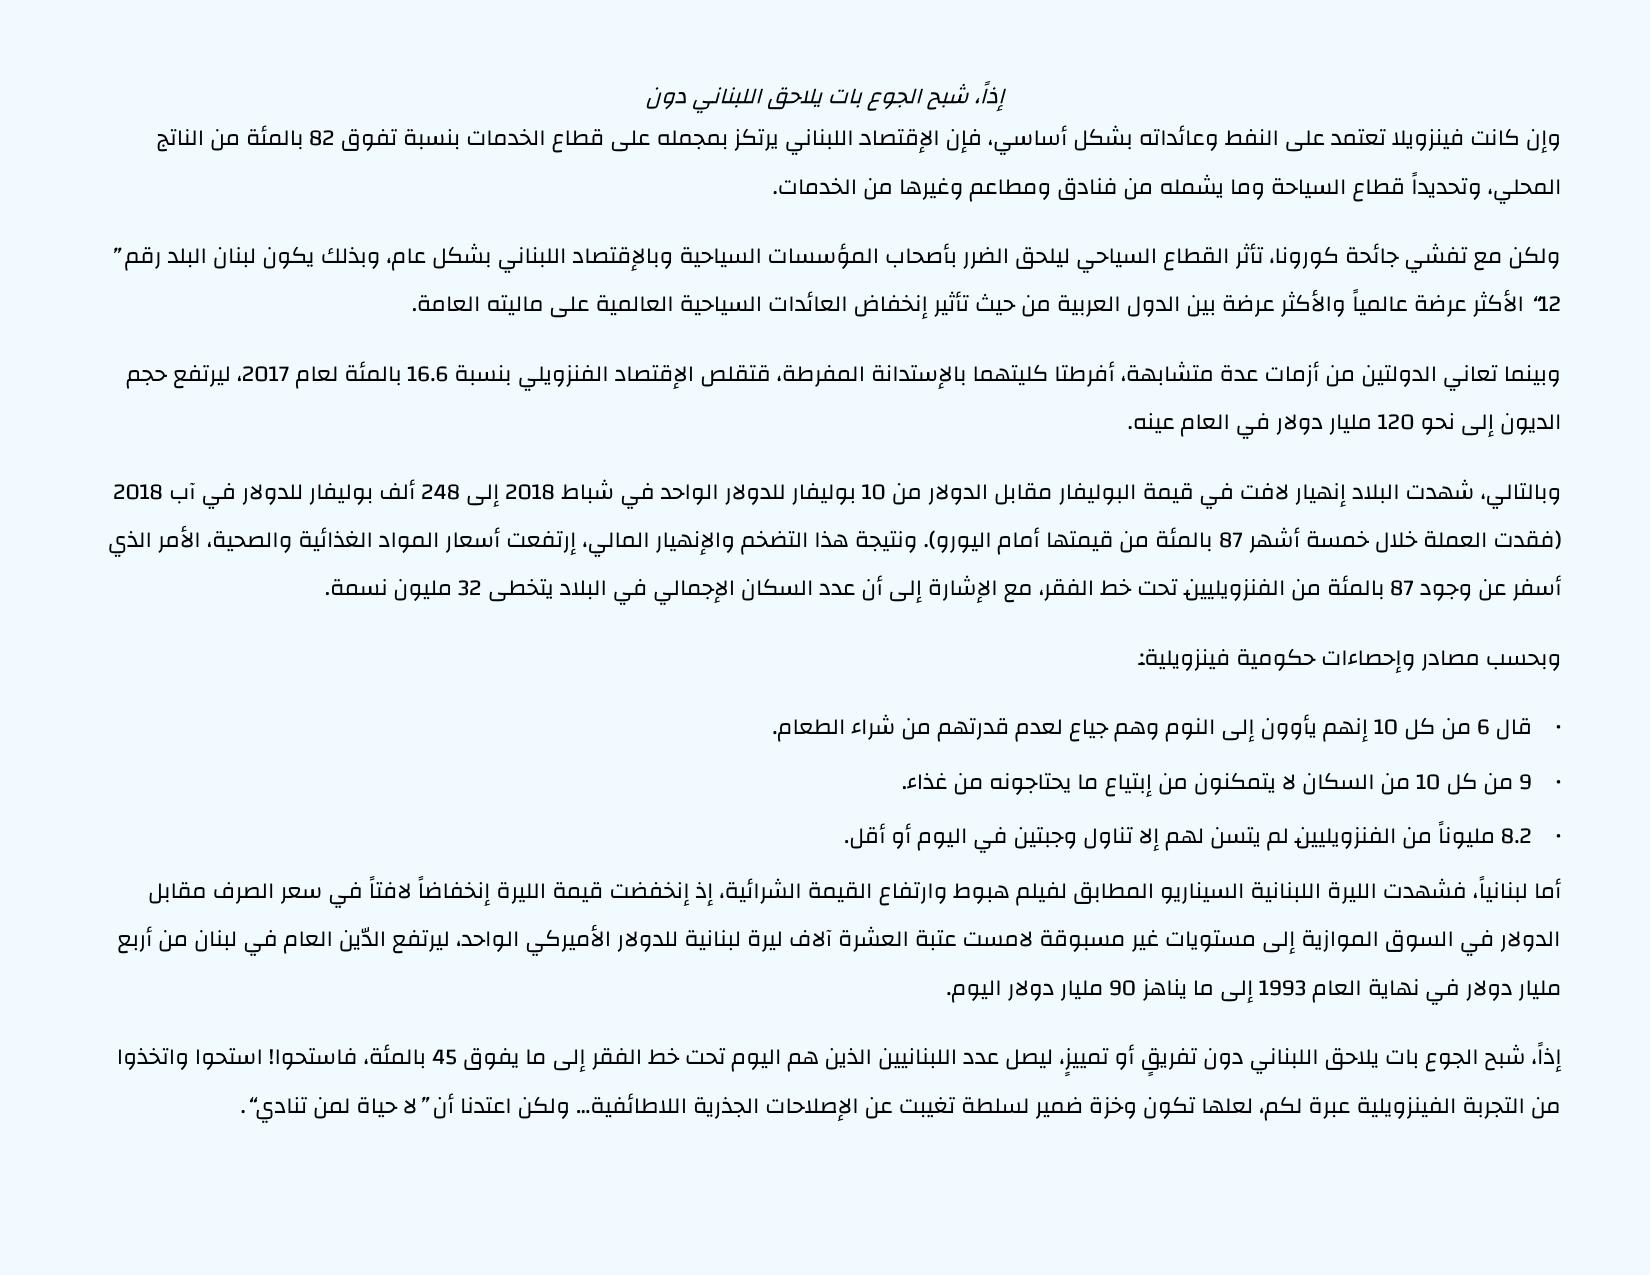 إذاً، شبح الجوع بات يلاحق اللبناني دون
وإن كانت فينزويلا تعتمد على النفط وعائداته بشكل أساسي، فإن الإقتصاد اللبناني يرتكز بمجمله على قطاع الخدمات بنسبة تفوق 82 بالمئة من الناتج
المحلي، وتحديداً قطاع السياحة وما يشمله من فنادق ومطاعم وغيرها من الخدمات.
ولكن مع تفشي جائحة كورونا، تأثر القطاع السياحي ليلحق الضرر بأصحاب المؤسسات السياحية وبالإقتصاد اللبناني بشكل عام، وبذلك يكون لبنان البلد رقم ”
12“ الأكثر عرضة عالمياً والأكثر عرضة بين الدول العربية من حيث تأثير إنخفاض العائدات السياحية العالمية على ماليته العامة.
وبينما تعاني الدولتين من أزمات عدة متشابهة، أفرطتا كليتهما بالإستدانة المفرطة، قتقلص الإقتصاد الفنزويلي بنسبة 16.6 بالمئة لعام 2017، ليرتفع حجم
الديون إلى نحو 120 مليار دولار في العام عينه.
وبالتالي، شهدت البلاد إنهيار لافت في قيمة البوليفار مقابل الدولار من 10 بوليفار للدولار الواحد في شباط 2018 إلى 248 ألف بوليفار للدولار في آب 2018
(فقدت العملة خلال خمسة أشهر 87 بالمئة من قيمتها أمام اليورو). ونتيجة هذا التضخم والإنهيار المالي، إرتفعت أسعار المواد الغذائية والصحية، الأمر الذي
أسفر عن وجود 87 بالمئة من الفنزويليين تحت خط الفقر، مع الإشارة إلى أن عدد السكان الإجمالي في البلاد يتخطى 32 مليون نسمة.
وبحسب مصادر وإحصاءات حكومية فينزويلية:
· قال 6 من كل 10 إنهم يأوون إلى النوم وهم جياع لعدم قدرتهم من شراء الطعام.
· 9 من كل 10 من السكان لا يتمكنون من إبتياع ما يحتاجونه من غذاء.
· 8.2 مليوناً من الفنزويليين لم يتسن لهم إلا تناول وجبتين في اليوم أو أقل.
أما لبنانياً، فشهدت الليرة اللبنانية السيناريو المطابق لفيلم هبوط وارتفاع القيمة الشرائية، إذ إنخفضت قيمة الليرة إنخفاضاً لافتاً في سعر الصرف مقابل
الدولار في السوق الموازية إلى مستويات غير مسبوقة لامست عتبة العشرة آلاف ليرة لبنانية للدولار الأميركي الواحد، ليرتفع الدّين العام في لبنان من أربع
مليار دولار في نهاية العام 1993 إلى ما يناهز 90 مليار دولار اليوم.
إذاً، شبح الجوع بات يلاحق اللبناني دون تفريقٍ أو تمييزٍ، ليصل عدد اللبنانيين الذين هم اليوم تحت خط الفقر إلى ما يفوق 45 بالمئة، فاستحوا! استحوا واتخذوا
من التجربة الفينزويلية عبرة لكم، لعلها تكون وخزة ضمير لسلطة تغيبت عن الإصلاحات الجذرية اللاطائفية... ولكن اعتدنا أن ” لا حياة لمن تنادي“ .